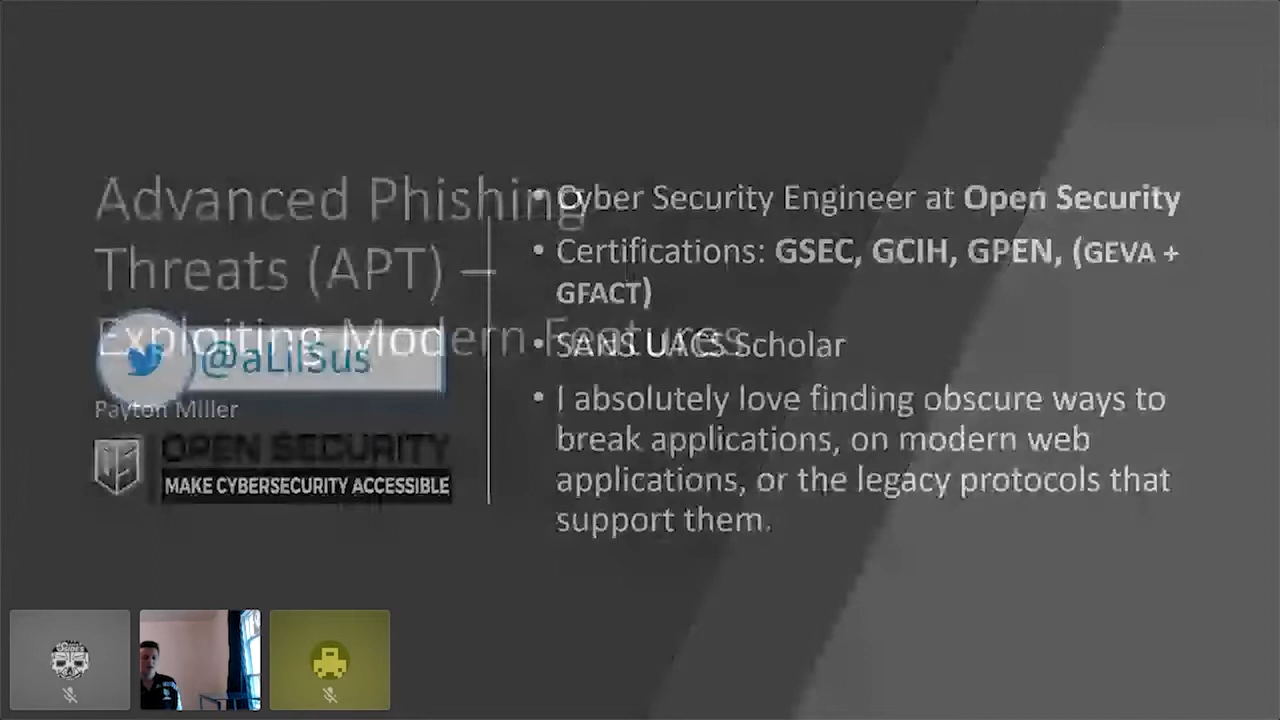 Advanced Phishing
Threats (APT) –
Exploiting Modern Features
Payton Miller
@aLilSus
OPEN SECURITY
MAKE CYBERSECURITY ACCESSIBLE
• Cyber Security Engineer at Open Security
• Certifications: GSEC, GCIH, GPEN, (GEVA +
GFACT)
• SANS UACS Scholar
• I absolutely love finding obscure ways to
break applications, on modern web
applications, or the legacy protocols that
support them.